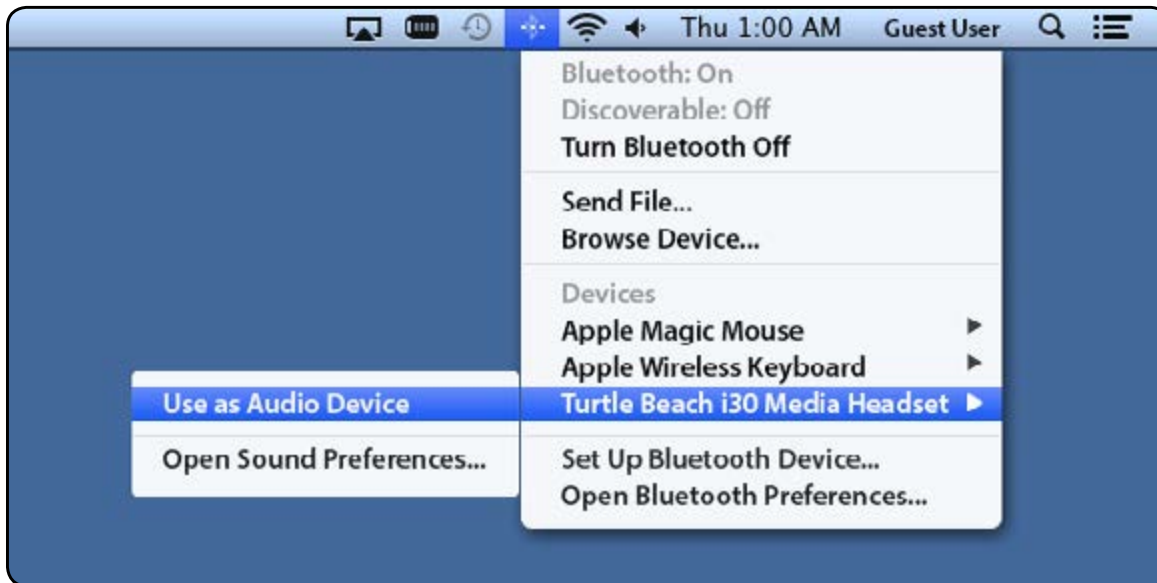 Thu 1:00 AM Guest User
Bluetooth: On
Discoverable: Off
Turn Bluetooth Off
Send File...
Browse Device...
Devices
Apple Magic Mouse
Apple Wireless Keyboard
Turtle Beach i30 Media Headset
Use as Audio Device
Open Sound Preferences...
Set Up Bluetooth Device...
Open Bluetooth Preferences...